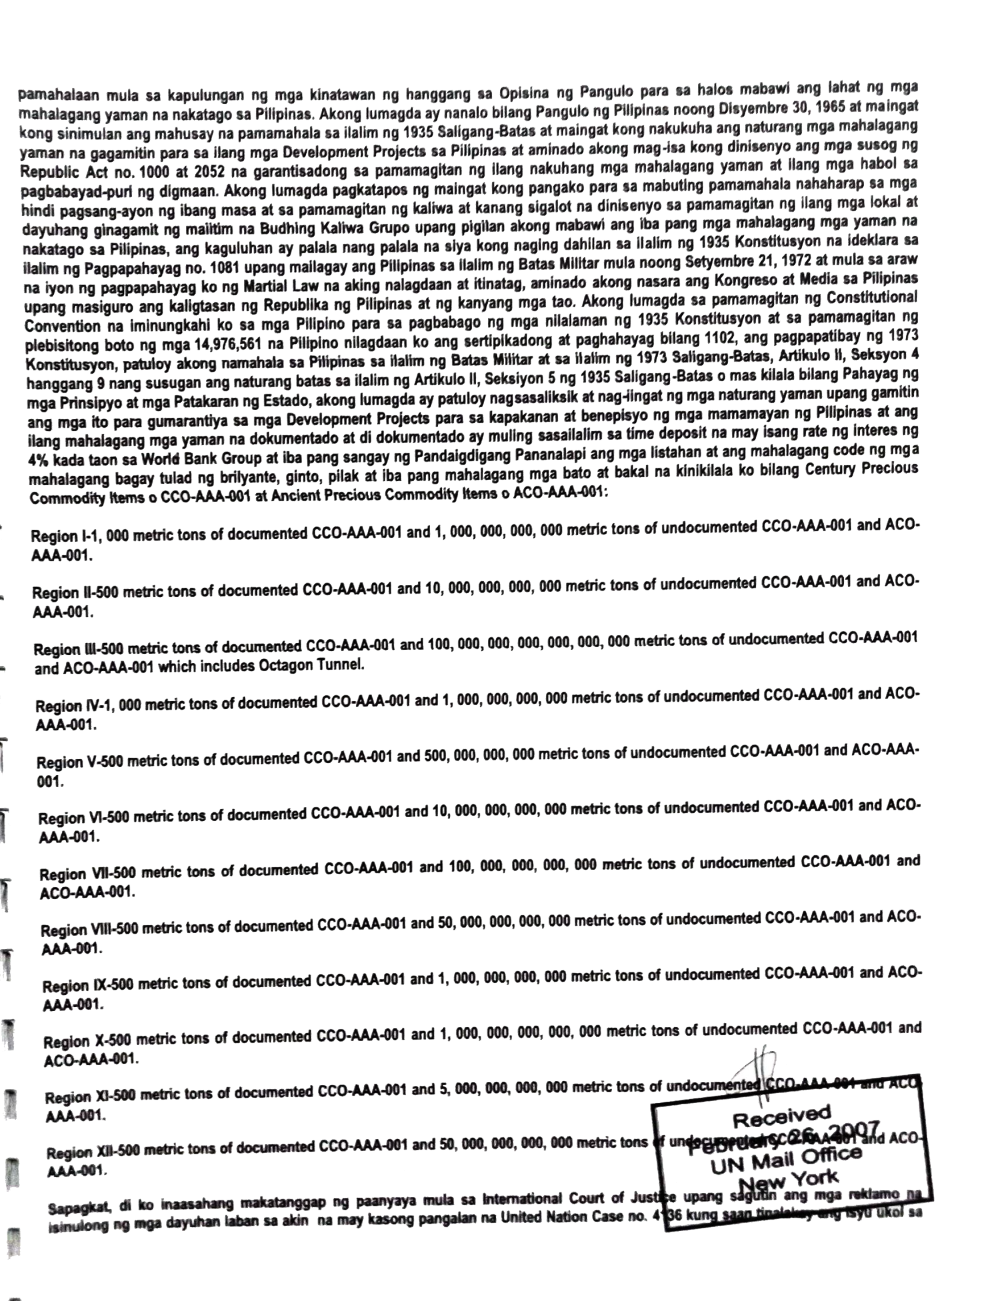 pamahalaan mula sa kapulungan ng mga kinatawan ng hanggang sa Opisina ng Pangulo para sa halos mabawi ang lahat ng mga
mahalagang yaman na nakatago sa Pilipinas. Akong lumagda ay nanalo bilang Pangulo ng Pilipinas noong Disyembre 30, 1965 at maingat
kong sinimulan ang mahusay na pamamahala sa ilalim ng 1935 Saligang-Batas at maingat kong nakukuha ang naturang mga mahalagang
yaman na gagamitin para sa ilang mga Development Projects sa Pilipinas at aminado akong mag-isa kong dinisenyo ang mga susog ng
Republic Act no. 1000 at 2052 na garantisadong sa pamamagitan ng ilang nakuhang mga mahalagang yaman at ilang mga habol sa
pagbabayad-puri ng digmaan. Akong lumagda pagkatapos ng maingat kong pangako para sa mabuting pamamahala nahaharap sa mga
hindi pagsang-ayon ng ibang masa at sa pamamagitan ng kaliwa at kanang sigalot na dinisenyo sa pamamagitan ng ilang mga lokal at
dayuhang ginagamit ng maiitim na Budhing Kaliwa Grupo upang pigilan akong mabawi ang iba pang mga mahalagang mga yaman na
nakatago sa Pilipinas, ang kaguluhan ay palala nang palala na siya kong naging dahilan sa ilalim ng 1935 Konstitusyon na ideklara sa
ilalim ng Pagpapahayag no. 1081 upang mailagay ang Pilipinas sa ilalim ng Batas Militar mula noong Setyembre 21, 1972 at mula sa araw
na iyon ng pagpapahayag ko ng Martial Law na aking nalagdaan at itinatag, aminado akong nasara ang Kongreso at Media sa Pilipinas
upang masiguro ang kaligtasan ng Republika ng Pilipinas at ng kanyang mga tao. Akong lumagda sa pamamagitan ng Constitutional
Convention na iminungkahi ko sa mga Pilipino para sa pagbabago ng mga nilalaman ng 1935 Konstitusyon at sa pamamagitan ng
plebisitong boto ng mga 14,976,561 na Pilipino nilagdaan ko ang sertipikadong at paghahayag bilang 1102, ang pagpapatibay ng 1973
Konstitusyon, patuloy akong namahala sa Pilipinas sa ilalim ng Batas Militar at sa ilalim ng 1973 Saligang-Batas, Artikulo II, Seksyon 4
hanggang 9 nang susugan ang naturang batas sa ilalim ng Artikulo II, Seksiyon 5 ng 1935 Saligang-Batas o mas kilala bilang Pahayag ng
mga Prinsipyo at mga Patakaran ng Estado, akong lumagda ay patuloy nagsasaliksik at nag-iingat ng mga naturang yaman upang gamitin
ang mga ito para gumarantiya sa mga Development Projects para sa kapakanan at benepisyo ng mga mamamayan ng Pilipinas at ang
ilang mahalagang mga yaman na dokumentado at di dokumentado ay muling sasailalim sa time deposit na may isang rate ng interes ng
4% kada taon sa World Bank Group at iba pang sangay ng Pandaigdigang Pananalapi ang mga listahan at ang mahalagang code ng mga
mahalagang bagay tulad ng brilyante, ginto, pilak at iba pang mahalagang mga bato at bakal na kinikilala ko bilang Century Precious
Commodity Items o CCO-AAA-001 at Ancient Precious Commodity Items o ACO-AAA-001:
Region I-1, 000 metric tons of documented CCO-AAA-001 and 1, 000, 000, 000, 000 metric tons of undocumented CCO-AAA-001 and ACO-
AAA-001.
Region II-500 metric tons of documented CCO-AAA-001 and 10, 000, 000, 000, 000 metric tons of undocumented CCO-AAA-001 and ACO-
AAA-001.
Region III-500 metric tons of documented CCO-AAA-001 and 100, 000, 000, 000, 000, 000, 000 metric tons of undocumented CCO-AAA-001
and ACO-AAA-001 which includes Octagon Tunnel.
Region IV-1, 000 metric tons of documented CCO-AAA-001 and 1, 000, 000, 000, 000 metric tons of undocumented CCO-AAA-001 and ACO-
AAA-001.
Region V-500 metric tons of documented CCO-AAA-001 and 500, 000, 000, 000 metric tons of undocumented CCO-AAA-001 and ACO-AAA-
001.
Region VI-500 metric tons of documented CCO-AAA-001 and 10, 000, 000, 000, 000 metric tons of undocumented CCO-AAA-001 and ACO-
AAA-001.
Region VII-500 metric tons of documented CCO-AAA-001 and 100, 000, 000, 000, 000 metric tons of undocumented CCO-AAA-001 and
ACO-AAA-001.
Region VIII-500 metric tons of documented CCO-AAA-001 and 50, 000, 000, 000, 000 metric tons of undocumented CCO-AAA-001 and ACO-
AAA-001.
Region IX-500 metric tons of documented CCO-AAA-001 and 1, 000, 000, 000, 000 metric tons of undocumented CCO-AAA-001 and ACO-
AAA-001.
Region X-500 metric tons of documented CCO-AAA-001 and 1, 000, 000, 000, 000, 000 metric tons of undocumented CCO-AAA-001 and
ACO-AAA-001.
Region XI-500 metric tons of documented CCO-AAA-001 and 5, 000, 000, 000, 000 metric tons of undocumented CCO-AAA-001 and ACO-
AAA-001.
Region XII-500 metric tons of documented CCO-AAA-001 and 50, 000, 000, 000, 000 metric tons of undocumented CCO-AAA-001 and ACO-
AAA-001.
Received
February 26, 2007
UN Mail Office
New York
Sapagkat, di ko inaasahang makatanggap ng paanyaya mula sa International Court of Justice upang sagutin ang mga reklamo na
isinulong ng mga dayuhan laban sa akin na may kasong pangalan na United Nation Case no. 4136 kung saan tinalakay ang isyu ukol sa